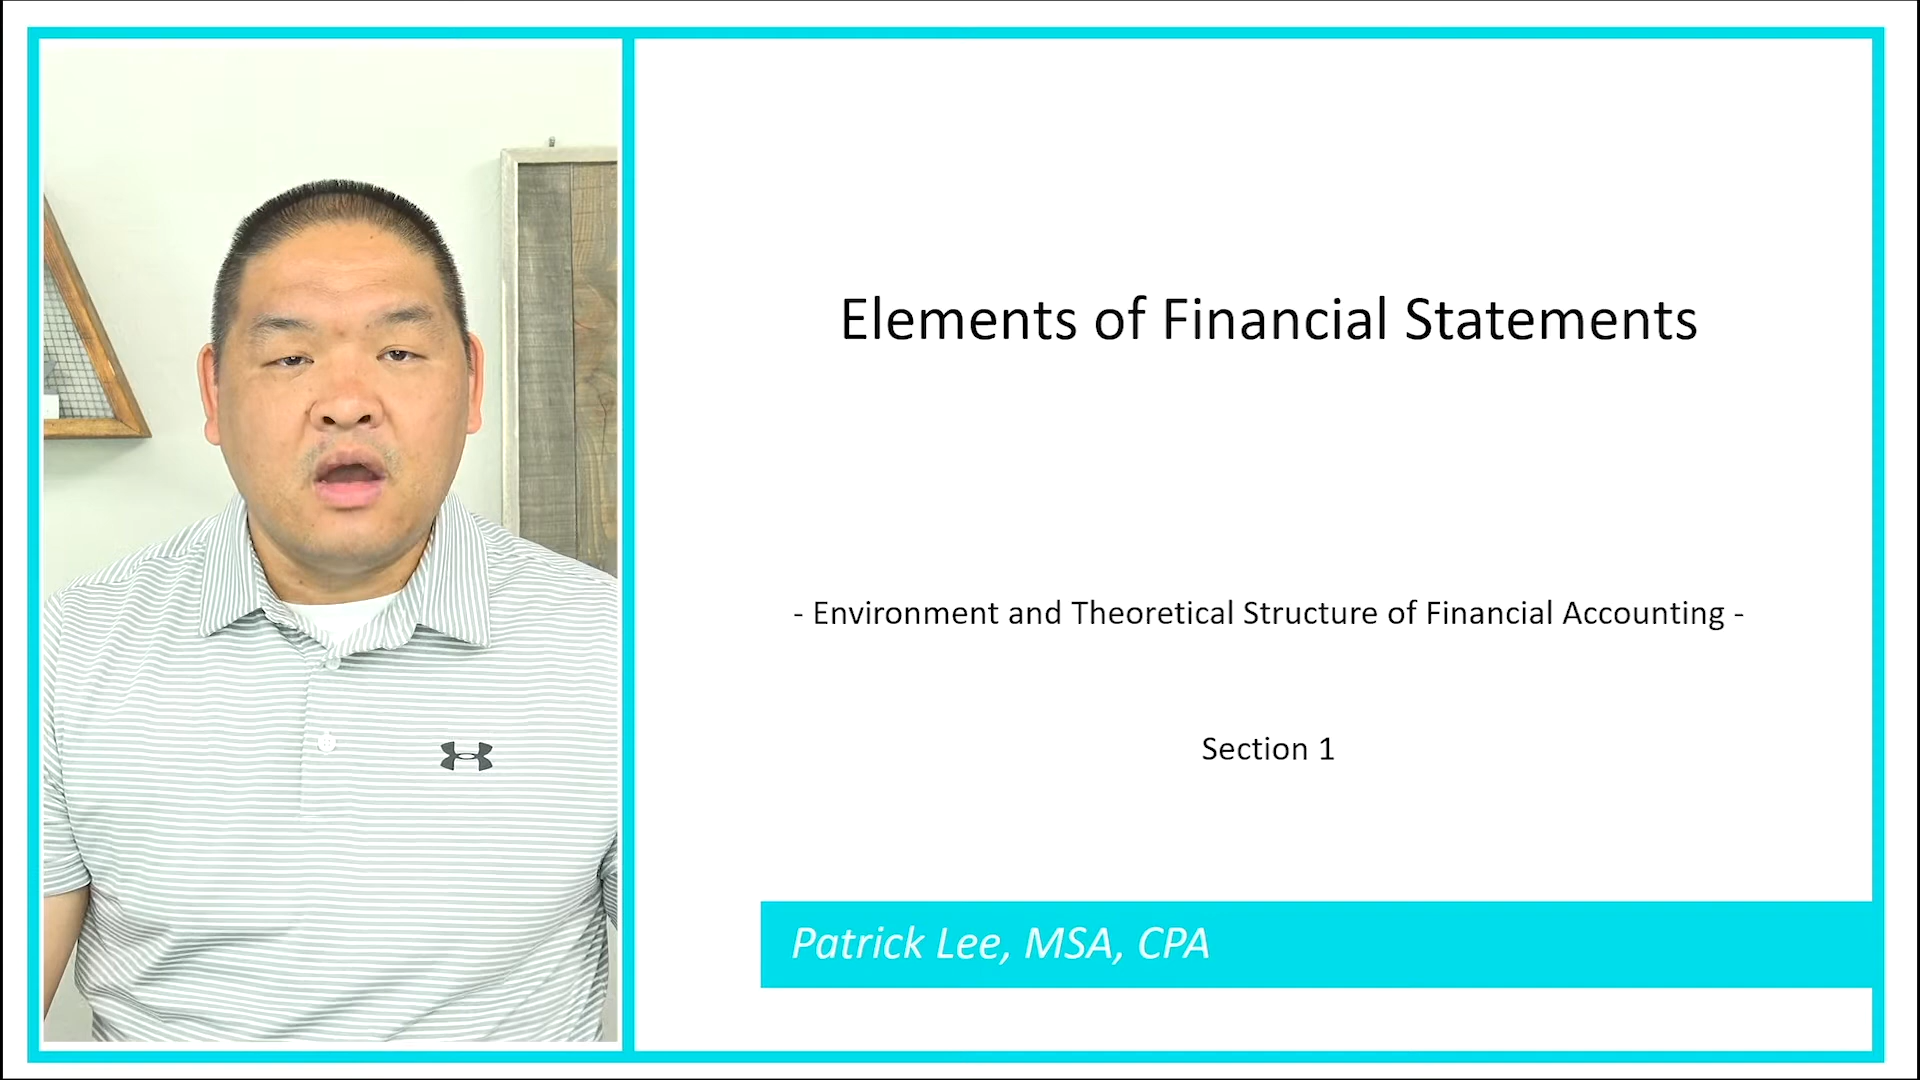 Elements of Financial Statements
- Environment and Theoretical Structure of Financial Accounting -
Section 1
Patrick Lee, MSA, CPA